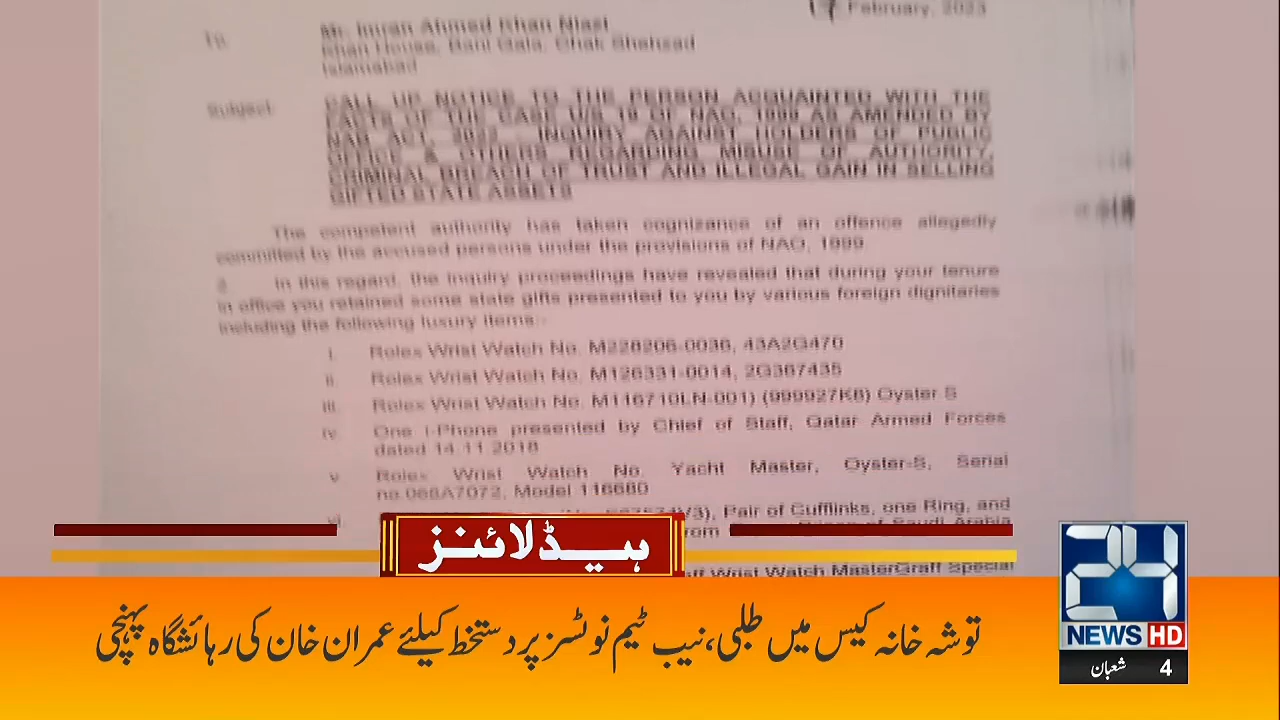 17 February, 2023
To
Mr. Imran Ahmed Khan Niazi
Khan House, Bani Gala, Chak Shahzad
Islamabad
Subject: CALL UP NOTICE TO THE PERSON ACQUAINTED WITH THE
FACTS OF THE CASE U/S 19 OF NAO, 1999 AS AMENDED BY
NAB ACT, 2022 - INQUIRY AGAINST HOLDERS OF PUBLIC
OFFICE & OTHERS REGARDING MISUSE OF AUTHORITY,
CRIMINAL BREACH OF TRUST AND ILLEGAL GAIN IN SELLING
GIFTED STATE ASSETS
The competent authority has taken cognizance of an offence allegedly
committed by the accused persons under the provisions of NAO, 1999
2. In this regard, the inquiry proceedings have revealed that during your tenure
in office you retained some state gifts presented to you by various foreign dignitaries
including the following luxury items:-
i. Rolex Wrist Watch No. M228206-0036, 43A2G470
ii. Rolex Wrist Watch No. M126331-0014, 2G367435
iii. Rolex Wrist Watch No. M116710LN-001) (999927K8) Oyster S
iv. One i-Phone presented by Chief of Staff, Qatar Armed Forces
dated 14.11.2018
v. Rolex Wrist Watch No. Yacht Master, Oyster-S, Serial
no.068A7072, Model 116680
vi. Pair of Cufflinks, one Ring, and
from Saudi Arabia
Wrist Watch MasterGraff Special
ہیڈلائنز
توشہ خانہ کیس میں طلبی، نیب ٹیم نوٹسز پر دستخط کیلئے عمران خان کی رہائشگاہ پہنچی
24
NEWS HD
4 شعبان